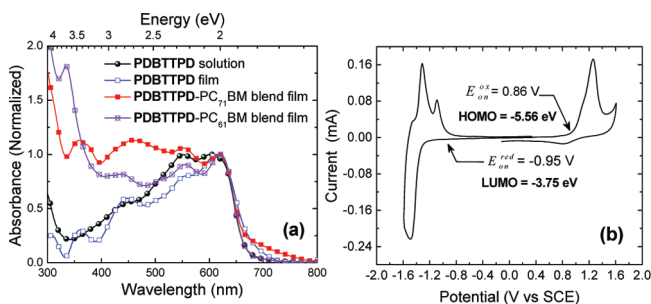 Energy (eV)
4 3.5 3 2.5 2
2.0
1.5
1.0
0.5
0.0
Absorbance (Normalized)
PDBTTPD solution
PDBTTPD film
PDBTTPD-PC71BM blend film
PDBTTPD-PC61BM blend film
(a)
300 400 500 600 700 800
Wavelength (nm)
0.16
0.08
0.00
-0.08
-0.16
-0.24
Current (mA)
E on ox = 0.86 V
HOMO = -5.56 eV
E on red = -0.95 V
LUMO = -3.75 eV
(b)
-2.0 -1.6 -1.2 -0.8 -0.4 0.0 0.4 0.8 1.2 1.6 2.0
Potential (V vs SCE)